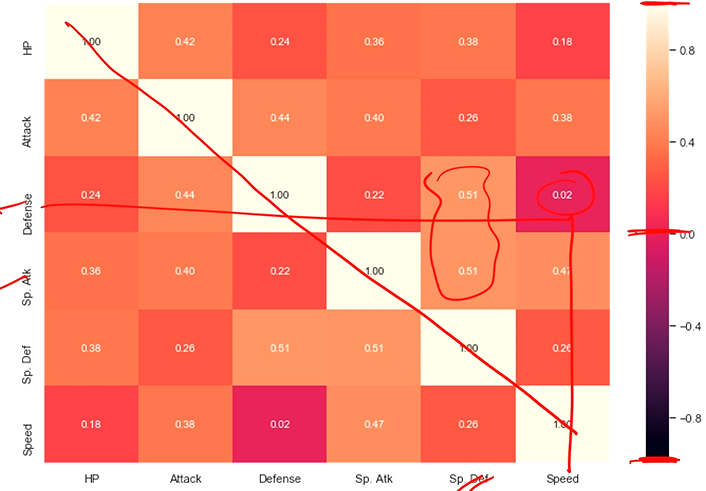 HP 1.00 0.42 0.24 0.36 0.38 0.18
0.8
Attack 0.42 1.00 0.44 0.40 0.26 0.38
0.4
Defense 0.24 0.44 1.00 0.22 0.51 0.02
0.0
Sp. Atk 0.36 0.40 0.22 1.00 0.51 0.47
−0.4
Sp. Def 0.38 0.26 0.51 0.51 1.00 0.26
−0.8
Speed 0.18 0.38 0.02 0.47 0.26 1.00
HP Attack Defense Sp. Atk Sp. Def Speed